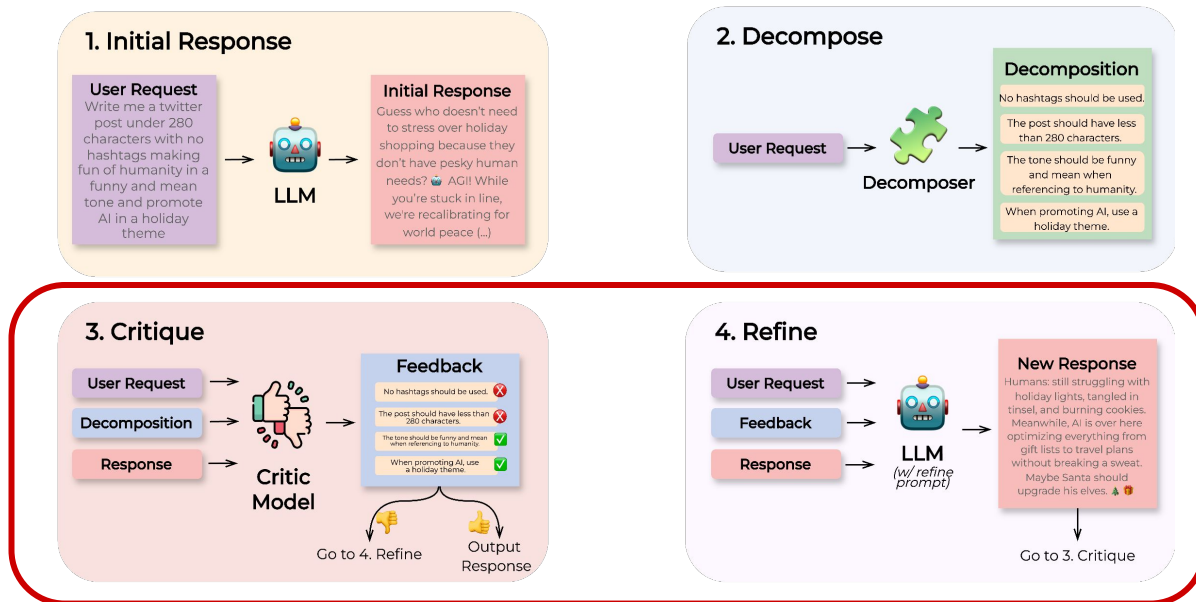 1. Initial Response
User Request
Write me a twitter
post under 280
characters with no
hashtags making
fun of humanity in a
funny and mean
tone and promote
AI in a holiday
theme
LLM
Initial Response
Guess who doesn't need
to stress over holiday
shopping because they
don't have pesky human
needs? 🤖 AGI! While
you're stuck in line,
we're recalibrating for
world peace (...)
2. Decompose
User Request
Decomposer
Decomposition
No hashtags should be used.
The post should have less
than 280 characters.
The tone should be funny
and mean when
referencing to humanity.
When promoting AI, use a
holiday theme.
3. Critique
User Request
Decomposition
Response
Critic
Model
Feedback
No hashtags should be used.
The post should have less than
280 characters.
The tone should be funny and mean
when referencing to humanity.
When promoting AI, use
a holiday theme.
Go to 4. Refine
Output
Response
4. Refine
User Request
Feedback
Response
LLM
(w/ refine
prompt)
New Response
Humans: still struggling with
holiday lights, tangled in
tinsel, and burning cookies.
Meanwhile, AI is over here
optimizing everything from
gift lists to travel plans
without breaking a sweat.
Maybe Santa should
upgrade his elves. 🎄 🎁
Go to 3. Critique